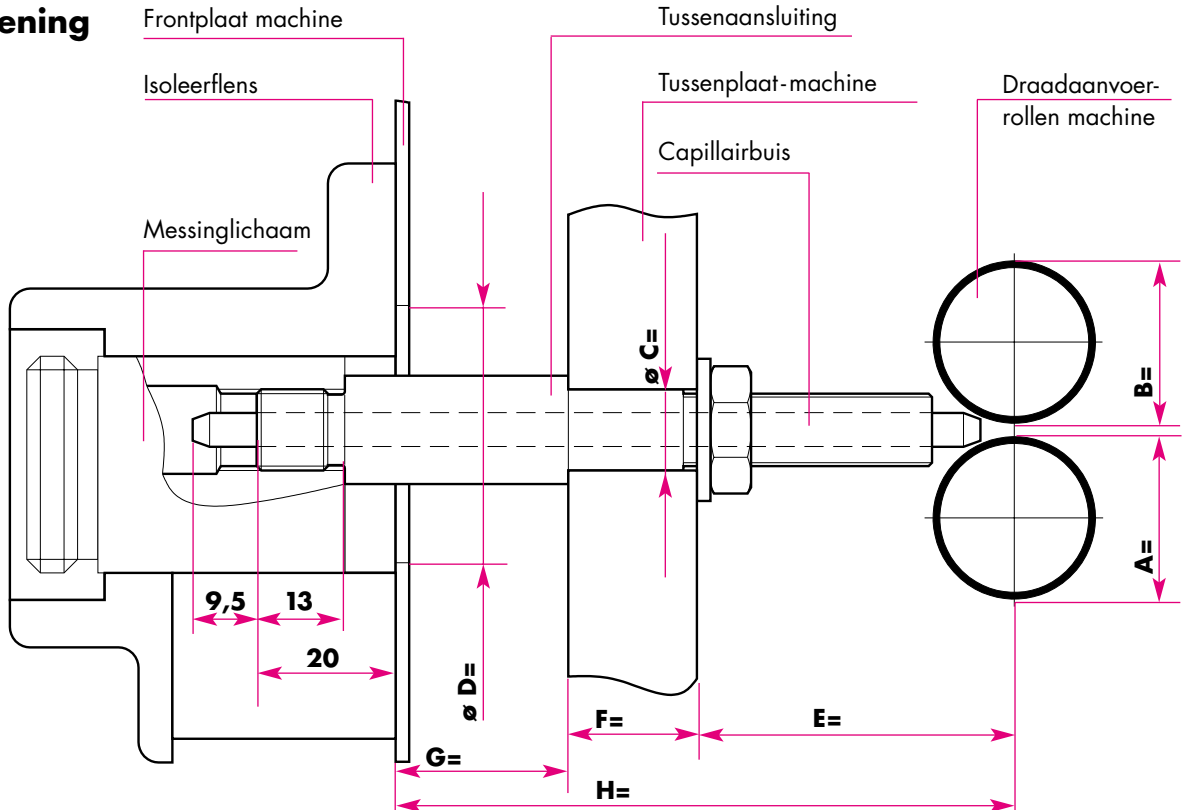 ening
Frontplaat machine
Tussenaansluiting
Isoleerflens
Tussenplaat-machine
Draadaanvoer-
rollen machine
Capillairbuis
Messinglichaam
ø C=
B=
A=
9,5
13
20
ø D=
F=
E=
G=
H=